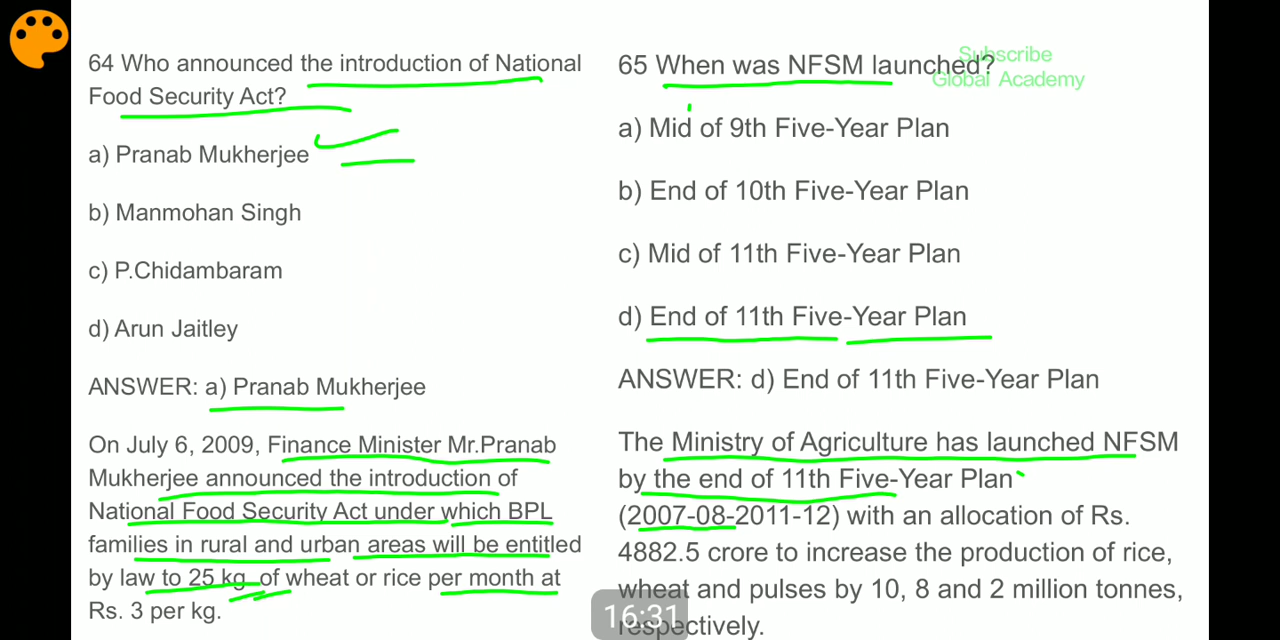 64 Who announced the introduction of National
Food Security Act?
a) Pranab Mukherjee
b) Manmohan Singh
c) P.Chidambaram
d) Arun Jaitley
ANSWER: a) Pranab Mukherjee
On July 6, 2009, Finance Minister Mr.Pranab
Mukherjee announced the introduction of
National Food Security Act under which BPL
families in rural and urban areas will be entitled
by law to 25 kg of wheat or rice per month at
Rs. 3 per kg.
Subscribe
Global Academy
65 When was NFSM launched?
a) Mid of 9th Five-Year Plan
b) End of 10th Five-Year Plan
c) Mid of 11th Five-Year Plan
d) End of 11th Five-Year Plan
ANSWER: d) End of 11th Five-Year Plan
The Ministry of Agriculture has launched NFSM
by the end of 11th Five-Year Plan
(2007-08-2011-12) with an allocation of Rs.
4882.5 crore to increase the production of rice,
wheat and pulses by 10, 8 and 2 million tonnes,
respectively.
16:31